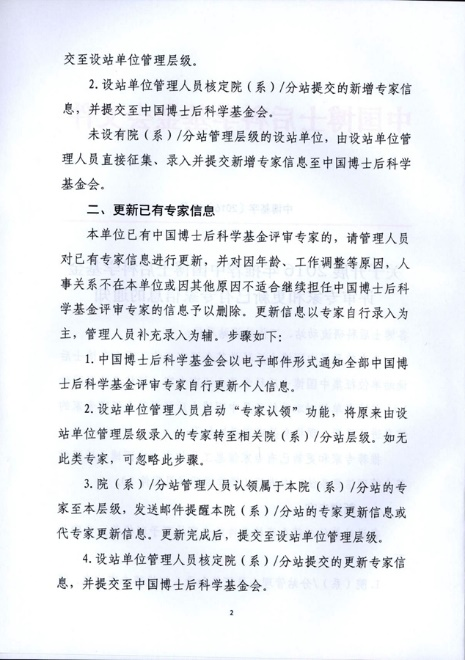 交至设站单位管理层级。
2.设站单位管理人员核定院（系）/分站提交的新增专家信
息，并提交至中国博士后科学基金会。
未设有院（系）/分站管理层级的设站单位，由设站单位管
理人员直接征集、录入并提交新增专家信息至中国博士后科学
基金会。
二、更新已有专家信息
本单位已有中国博士后科学基金评审专家的，请管理人员
对已有专家信息进行更新，并对因年龄、工作调整等原因，人
事关系不在本单位或因其他原因不适合继续担任中国博士后科
学基金评审专家的信息予以删除。更新信息以专家自行录入为
主，管理人员补充录入为辅。步骤如下：
1.中国博士后科学基金会以电子邮件形式通知全部中国博
士后科学基金评审专家自行更新个人信息。
2.设站单位管理人员启动“专家认领”功能，将原来由设
站单位管理层级录入的专家转至相关院（系）/分站层级。如无
此类专家，可忽略此步骤。
3.院（系）/分站管理人员认领属于本院（系）/分站的专
家至本层级，发送邮件提醒本院（系）/分站的专家更新信息或
代专家更新信息。更新完成后，提交至设站单位管理层级。
4.设站单位管理人员核定院（系）/分站提交的更新专家信
息，并提交至中国博士后科学基金会。
2